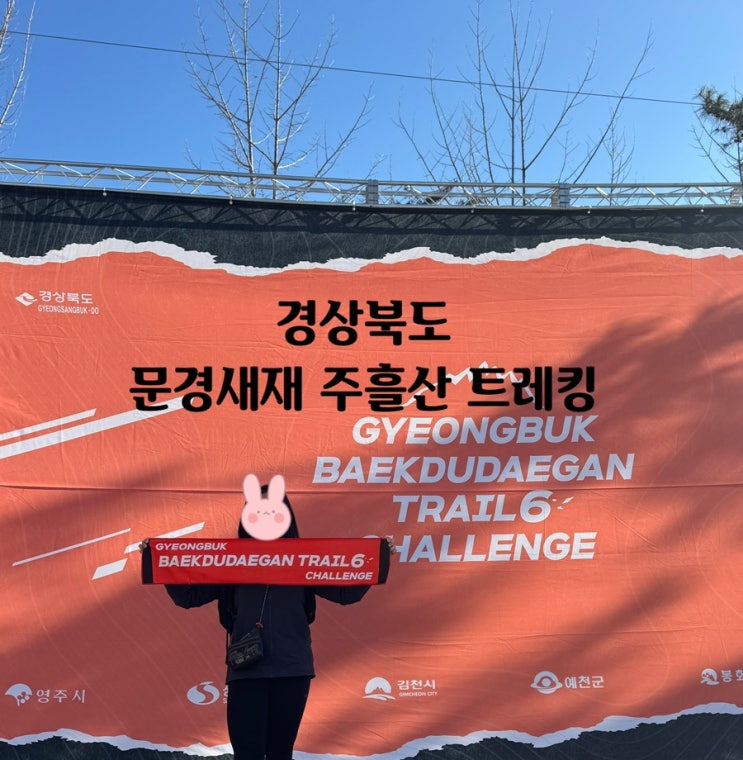 경상북도
GYEONGSANGBUK-DO
경상북도
문경새재 주흘산 트레킹
GYEONGBUK
BAEKDUDAEGAN
TRAIL6
CHALLENGE
GYEONGBUK
BAEKDUDAEGAN TRAIL6
CHALLENGE
영주시
김천시
GIMCHEON CITY
예천군